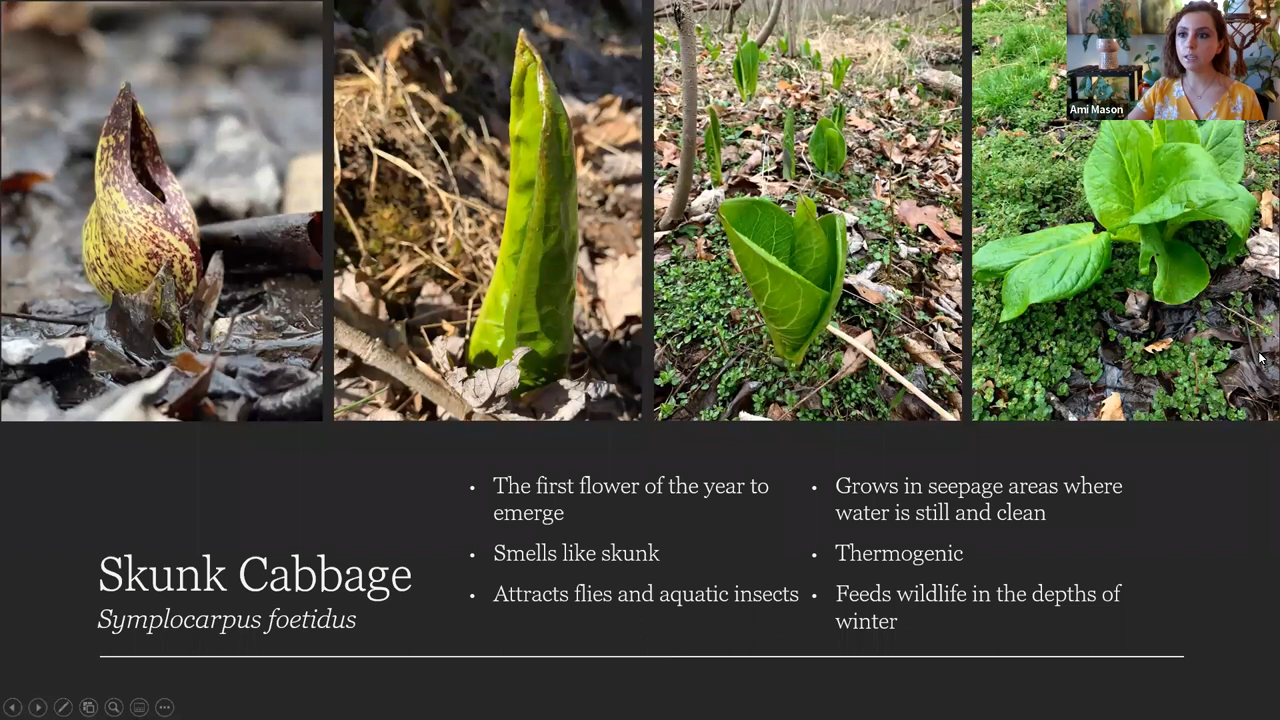 Ami Mason
Skunk Cabbage
Symplocarpus foetidus
• The first flower of the year to
emerge
• Smells like skunk
• Attracts flies and aquatic insects
• Grows in seepage areas where
water is still and clean
• Thermogenic
• Feeds wildlife in the depths of
winter